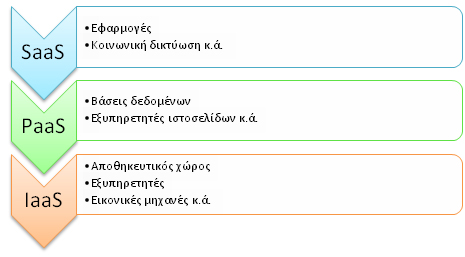 SaaS
• Εφαρμογές
• Κοινωνική δικτύωση κ.ά.
PaaS
• Βάσεις δεδομένων
• Εξυπηρετητές ιστοσελίδων κ.ά.
IaaS
• Αποθηκευτικός χώρος
• Εξυπηρετητές
• Εικονικές μηχανές κ.ά.